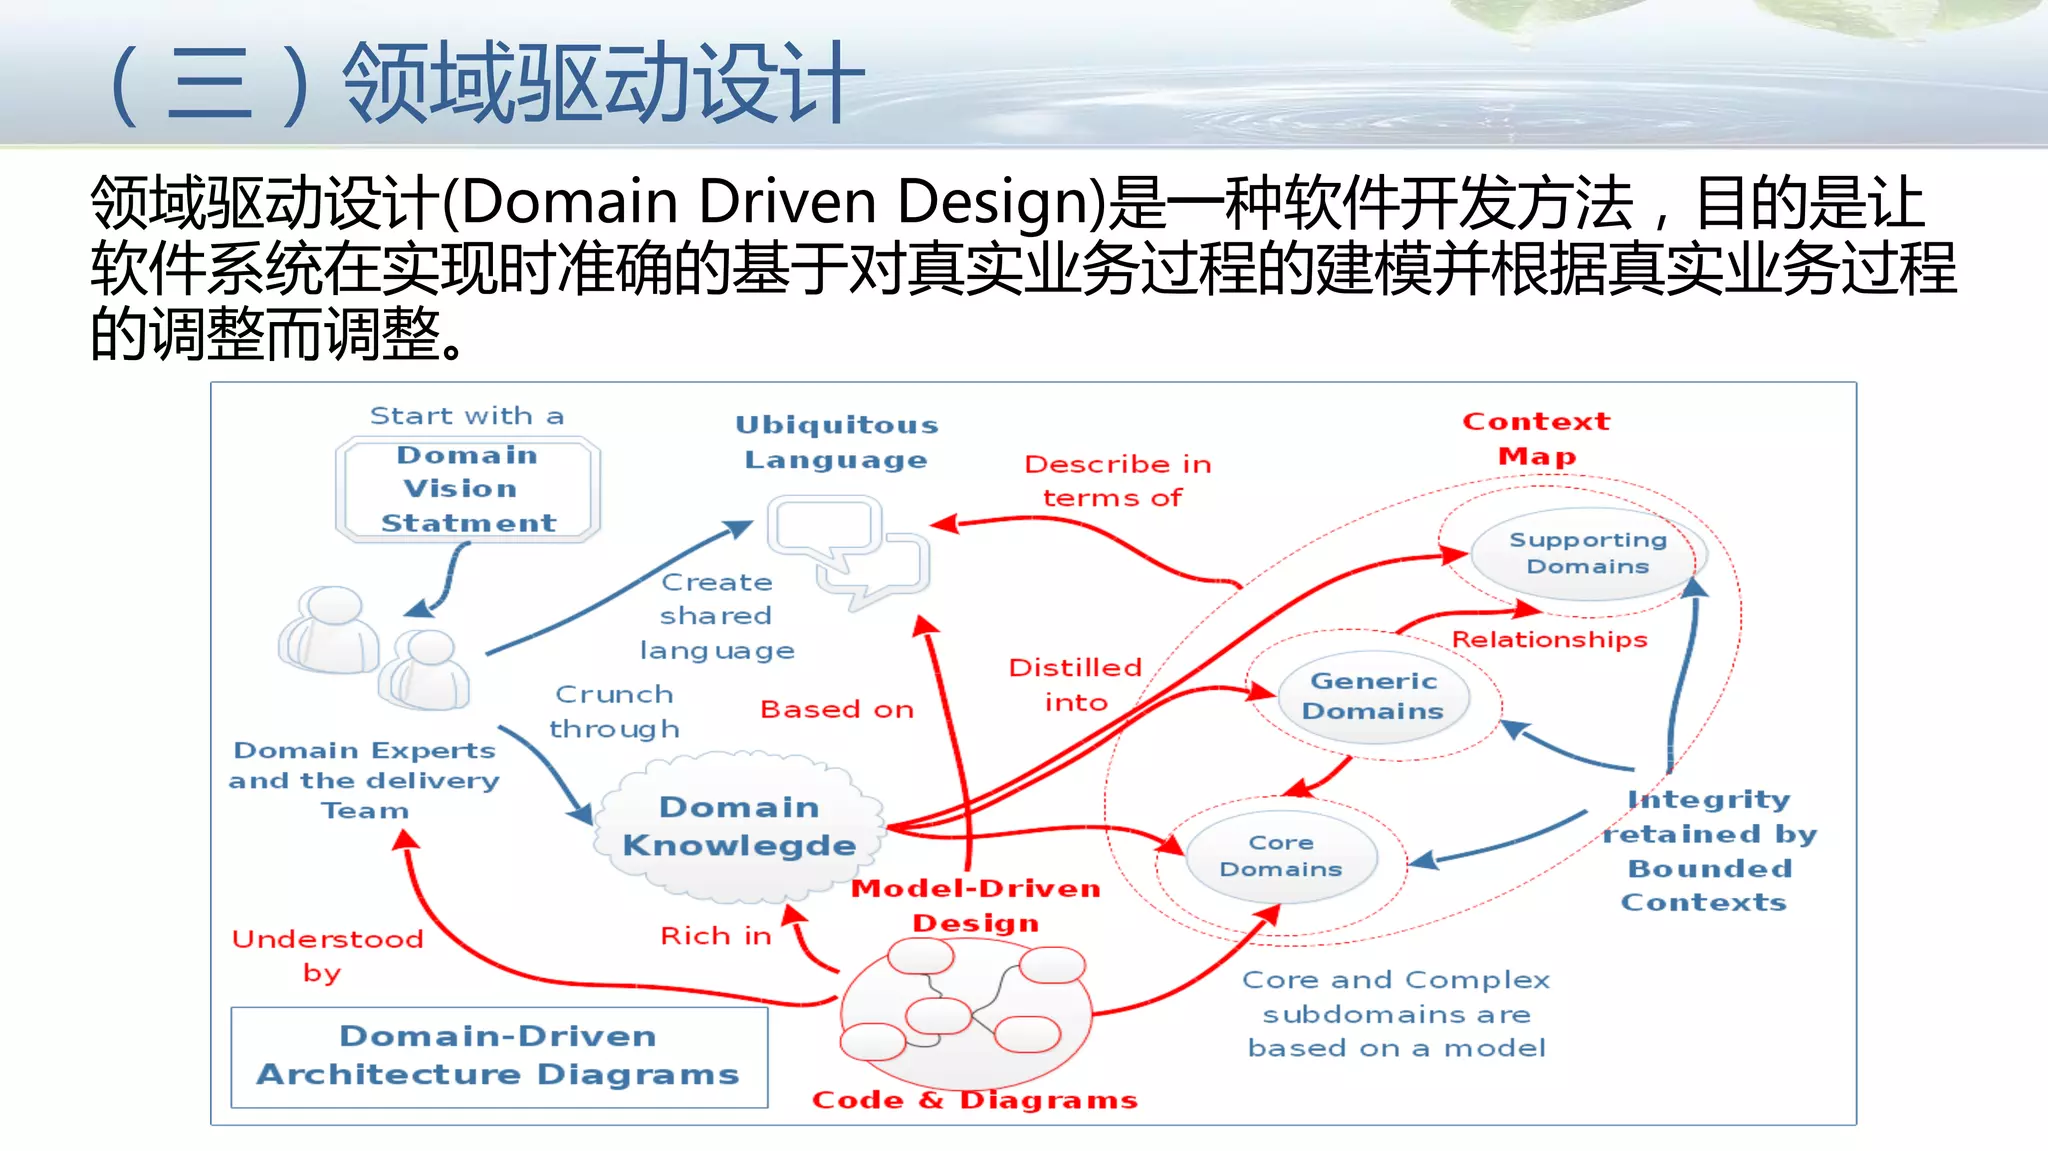 （三）领域驱动设计
领域驱动设计(Domain Driven Design)是一种软件开发方法，目的是让
软件系统在实现时准确的基于对真实业务过程的建模并根据真实业务过程
的调整而调整。
Start with a
Domain
Vision
Statment
Ubiquitous
Language
Describe in
terms of
Context
Map
Supporting
Domains
Create
shared
language
Relationships
Distilled
into
Generic
Domains
Crunch
through
Based on
Domain Experts
and the delivery
Team
Domain
Knowlegde
Core
Domains
Integrity
retained by
Bounded
Contexts
Model-Driven
Design
Understood
by
Rich in
Core and Complex
subdomains are
based on a model
Domain-Driven
Architecture Diagrams
Code & Diagrams